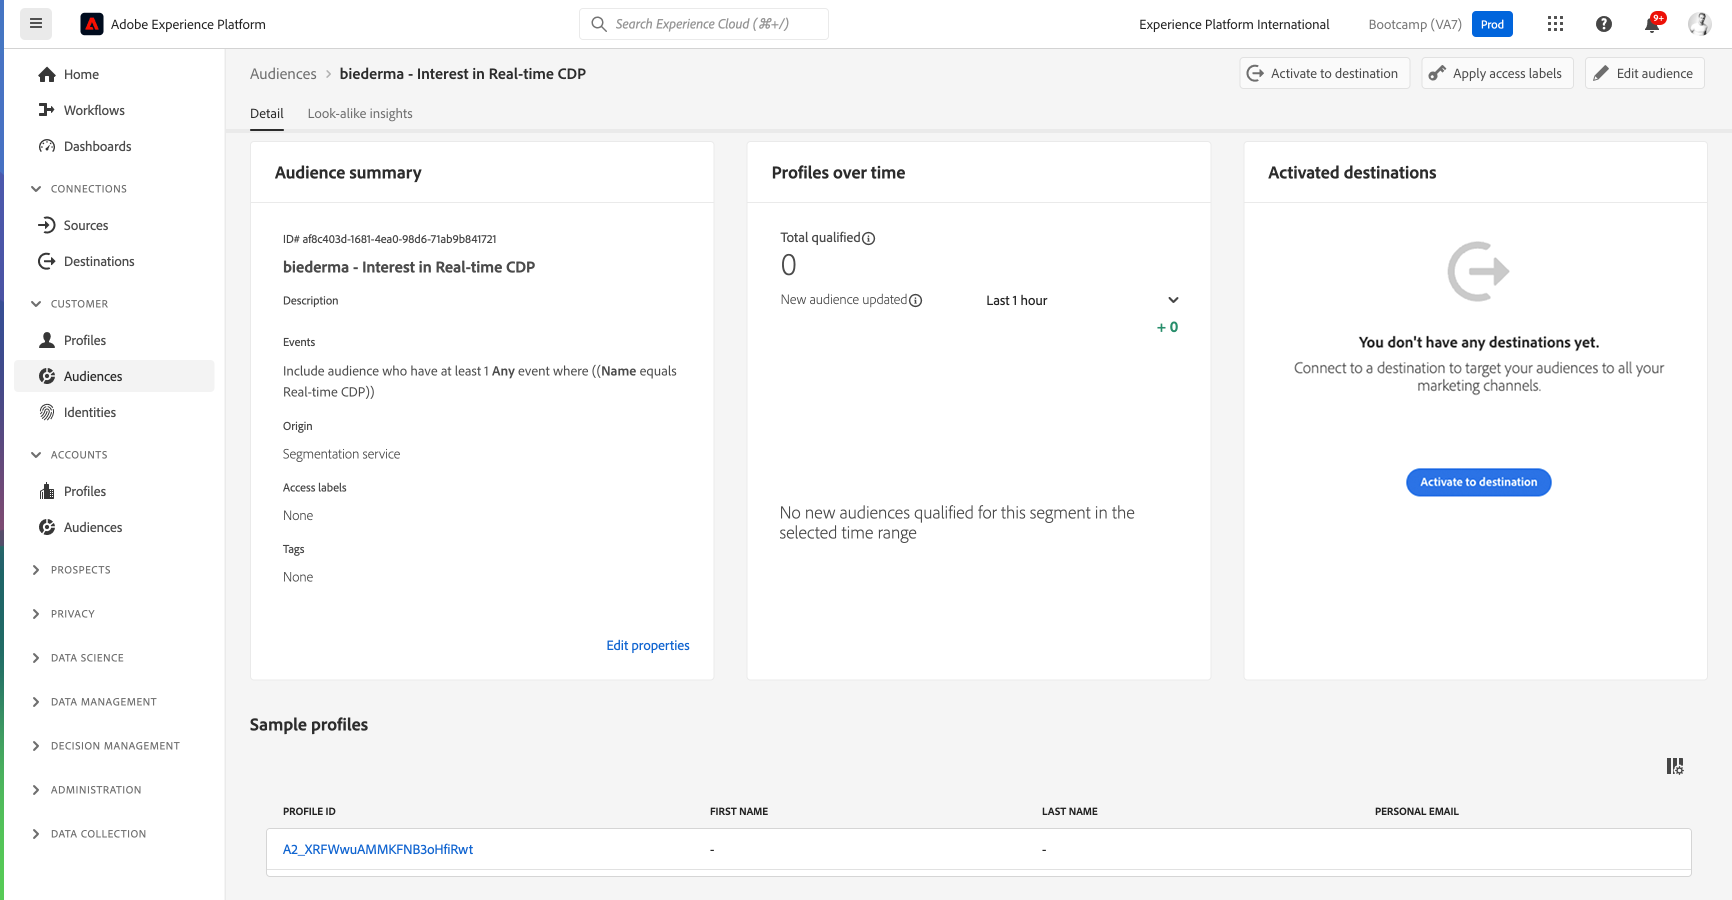 Adobe Experience Platform
Search Experience Cloud (⌘+/)
Experience Platform International
Bootcamp (VA7)
Prod
9+
Home
Workflows
Dashboards
CONNECTIONS
Sources
Destinations
CUSTOMER
Profiles
Audiences
Identities
ACCOUNTS
Profiles
Audiences
PROSPECTS
PRIVACY
DATA SCIENCE
DATA MANAGEMENT
DECISION MANAGEMENT
ADMINISTRATION
DATA COLLECTION
Audiences > biederma - Interest in Real-time CDP
Activate to destination
Apply access labels
Edit audience
Detail
Look-alike insights
Audience summary
ID# af8c403d-1681-4ea0-98d6-71ab9b841721
biederma - Interest in Real-time CDP
Description
Events
Include audience who have at least 1 Any event where ((Name equals
Real-time CDP))
Origin
Segmentation service
Access labels
None
Tags
None
Edit properties
Profiles over time
Total qualified
0
New audience updated
Last 1 hour
+ 0
No new audiences qualified for this segment in the
selected time range
Activated destinations
You don't have any destinations yet.
Connect to a destination to target your audiences to all your
marketing channels.
Activate to destination
Sample profiles
PROFILE ID
FIRST NAME
LAST NAME
PERSONAL EMAIL
A2_XRFWwuAMMKFNB3oHfiRwt
-
-